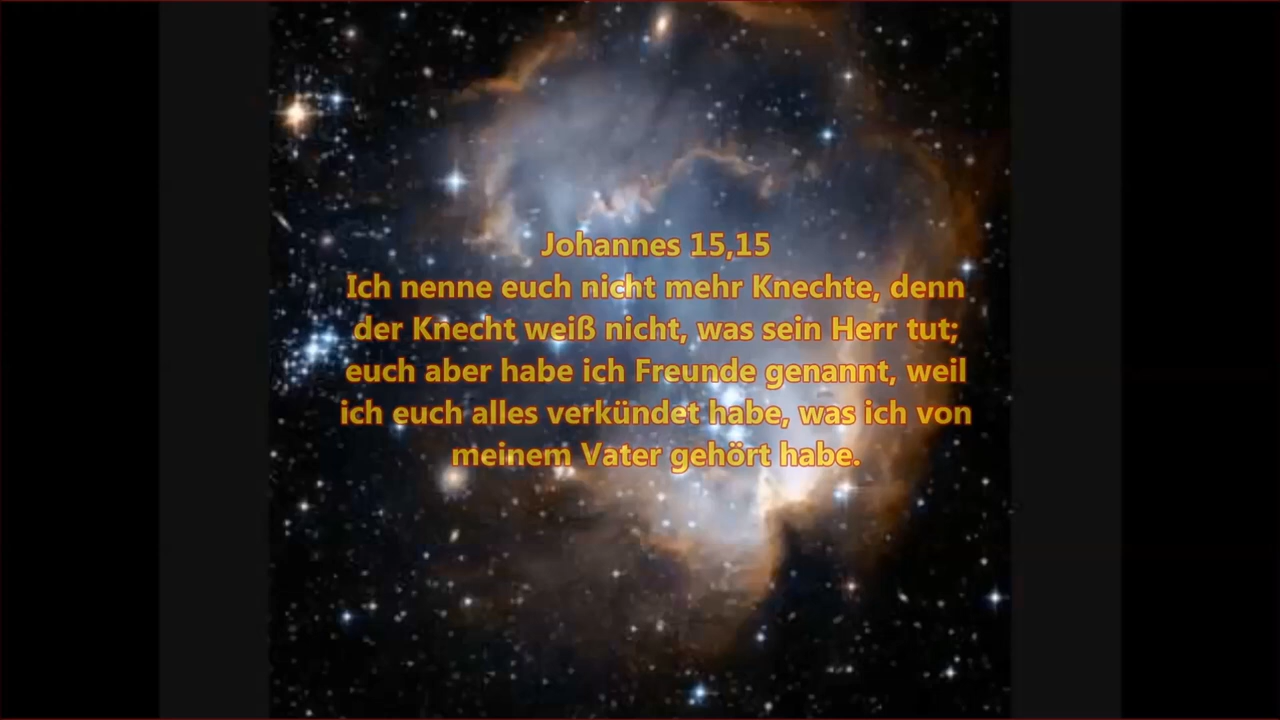 Johannes 15,15
Ich nenne euch nicht mehr Knechte, denn
der Knecht weiß nicht, was sein Herr tut;
euch aber habe ich Freunde genannt, weil
ich euch alles verkündet habe, was ich von
meinem Vater gehört habe.